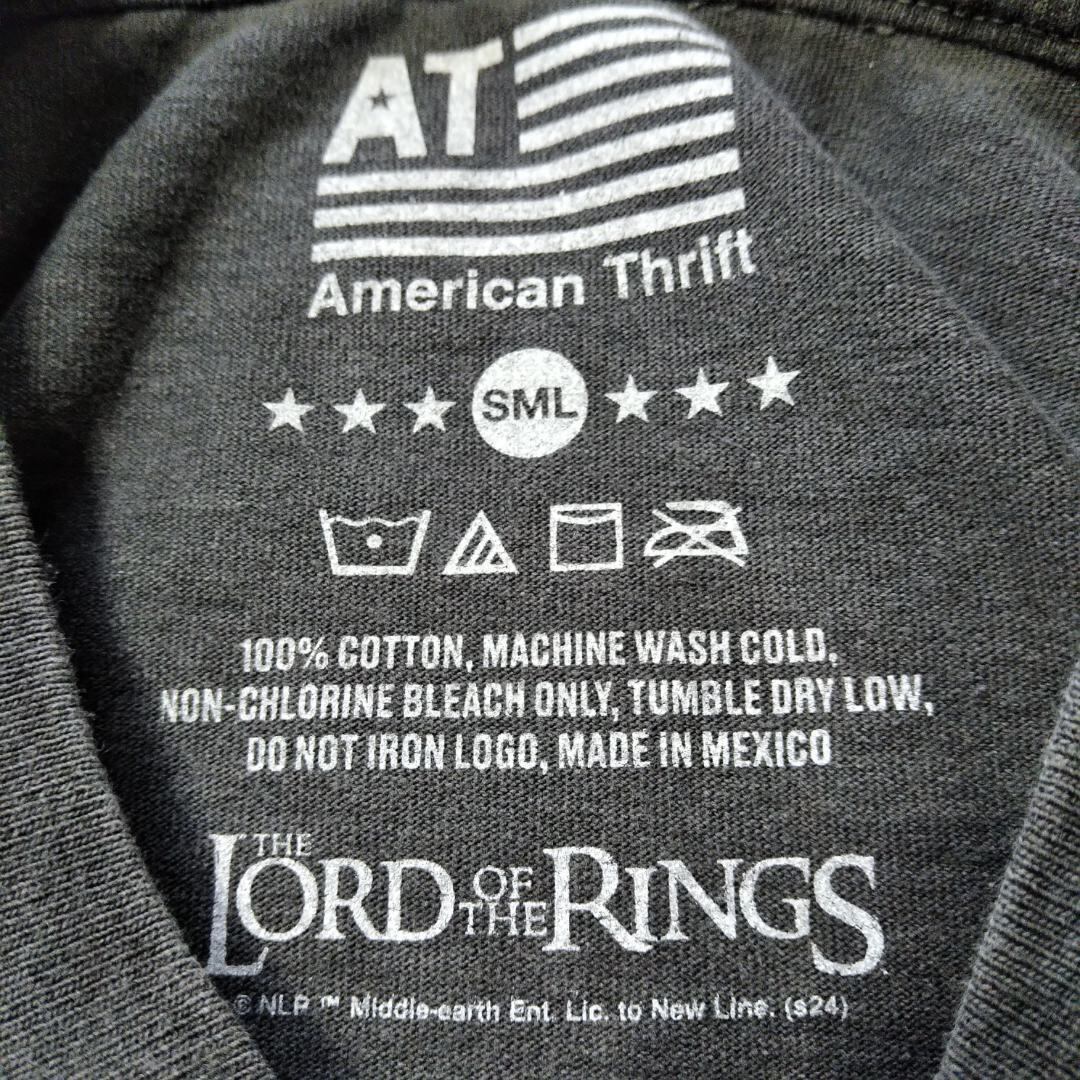 AT
American Thrift
SML
100% COTTON, MACHINE WASH COLD,
NON-CHLORINE BLEACH ONLY, TUMBLE DRY LOW,
DO NOT IRON LOGO, MADE IN MEXICO
THE
LORD OF THE RINGS
© NLP ™ Middle-earth Ent. Lic. to New Line. (s24)